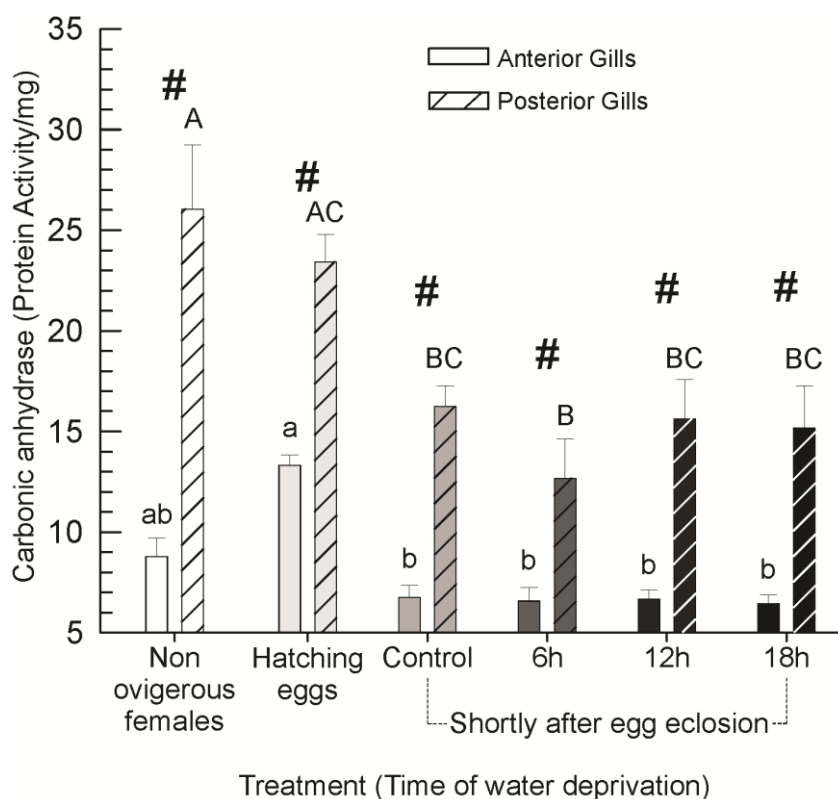 Carbonic anhydrase (Protein Activity/mg)
35
30
25
20
15
10
5
Anterior Gills
Posterior Gills
#
A
#
AC
#
BC
#
B
#
BC
#
BC
ab
a
b
b
b
b
Non
ovigerous
females
Hatching
eggs
Control
6h
12h
18h
Shortly after egg eclosion
Treatment (Time of water deprivation)